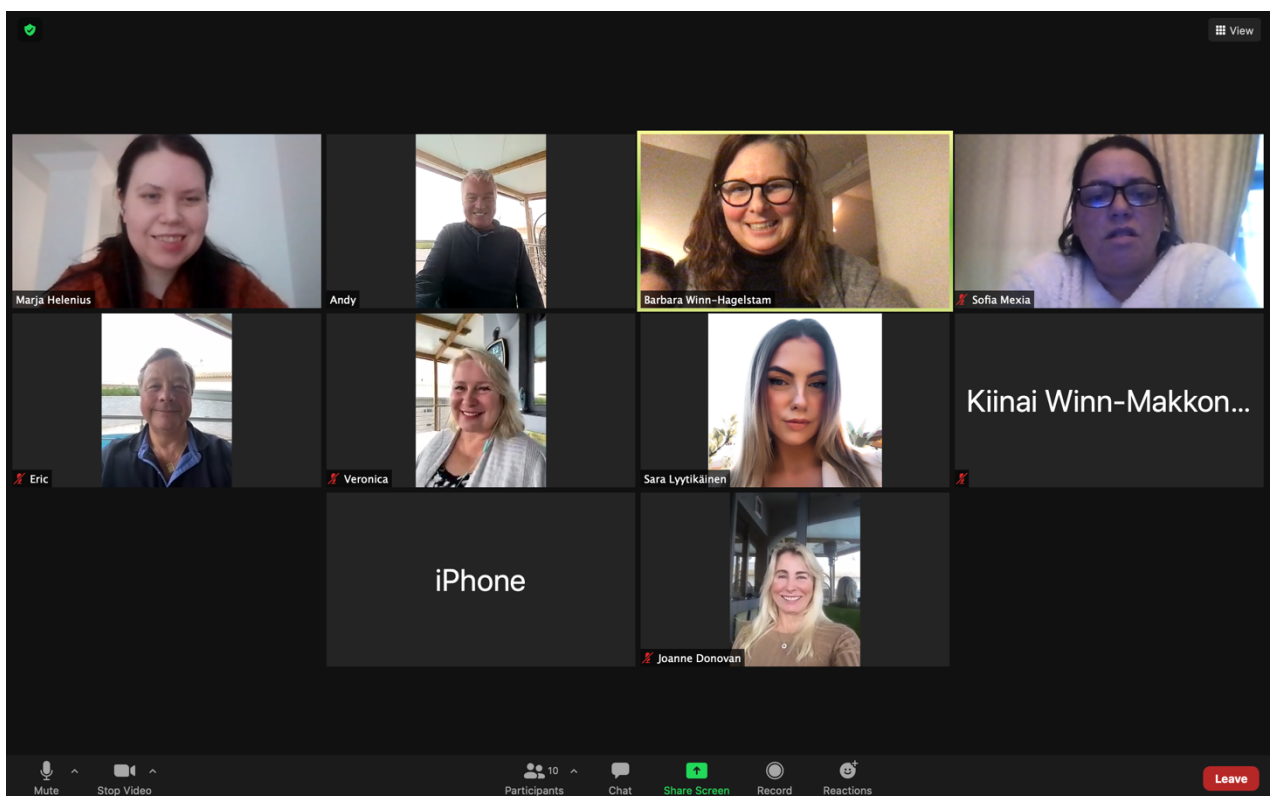 View
Marja Helenius
Andy
Barbara Winn-Hagelstam
Sofia Mexia
Eric
Veronica
Sara Lyytikäinen
Kiinai Winn-Makkon...
iPhone
Joanne Donovan
Mute
Stop Video
Participants
10
Chat
Share Screen
Record
Reactions
Leave